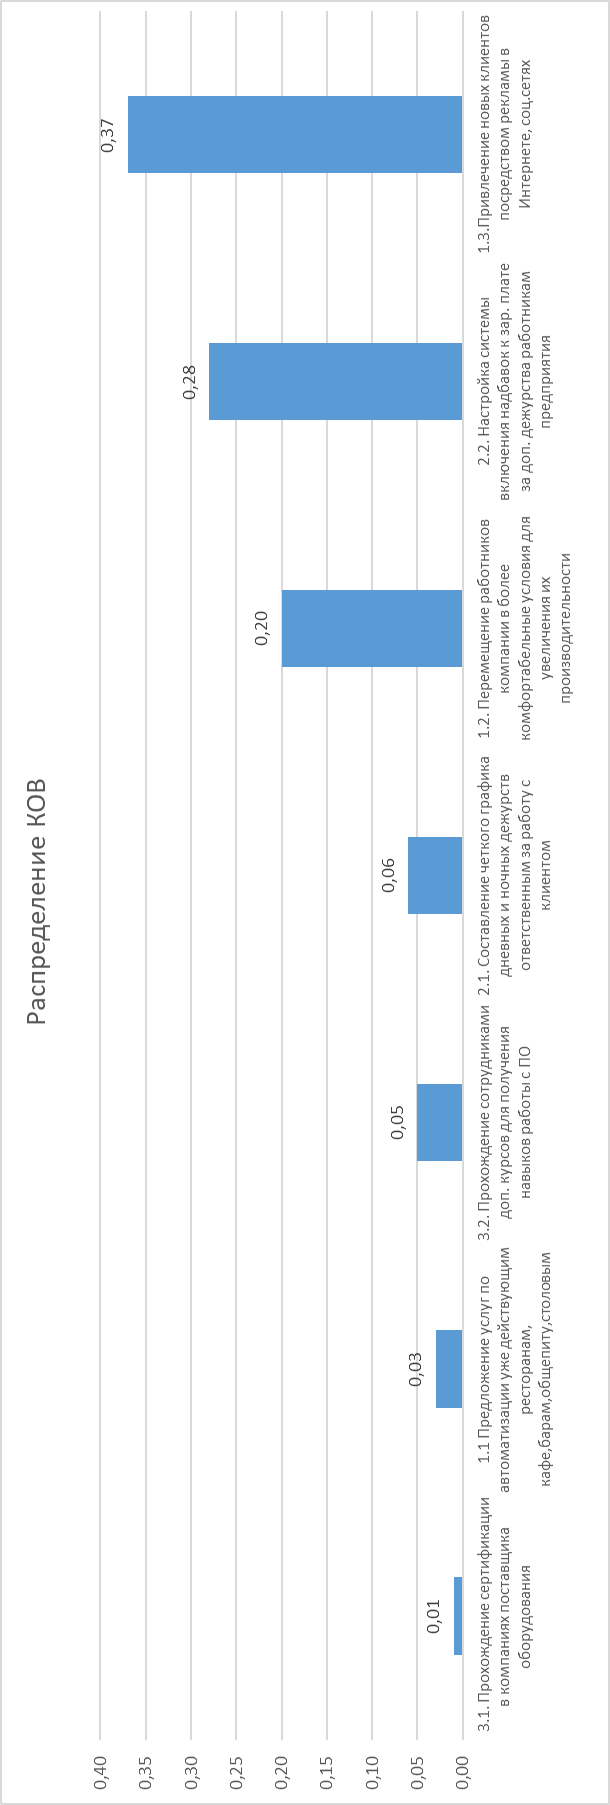 Распределение КОВ
0,40
0,35
0,30
0,25
0,20
0,15
0,10
0,05
0,00
0,01
0,03
0,05
0,06
0,20
0,28
0,37
3.1. Прохождение сертификации
в компаниях поставщика
оборудования
1.1 Предложение услуг по
автоматизации уже действующим
ресторанам,
кафе,барам,общепиту,столовым
3.2. Прохождение сотрудниками
доп. курсов для получения
навыков работы с ПО
2.1. Составление четкого графика
дневных и ночных дежурств
ответственным за работу с
клиентом
1.2. Перемещение работников
компании в более
комфортабельные условия для
увеличения их
производительности
2.2. Настройка системы
включения надбавок к зар. плате
за доп. дежурства работникам
предприятия
1.3.Привлечение новых клиентов
посредством рекламы в
Интернете, соц.сетях